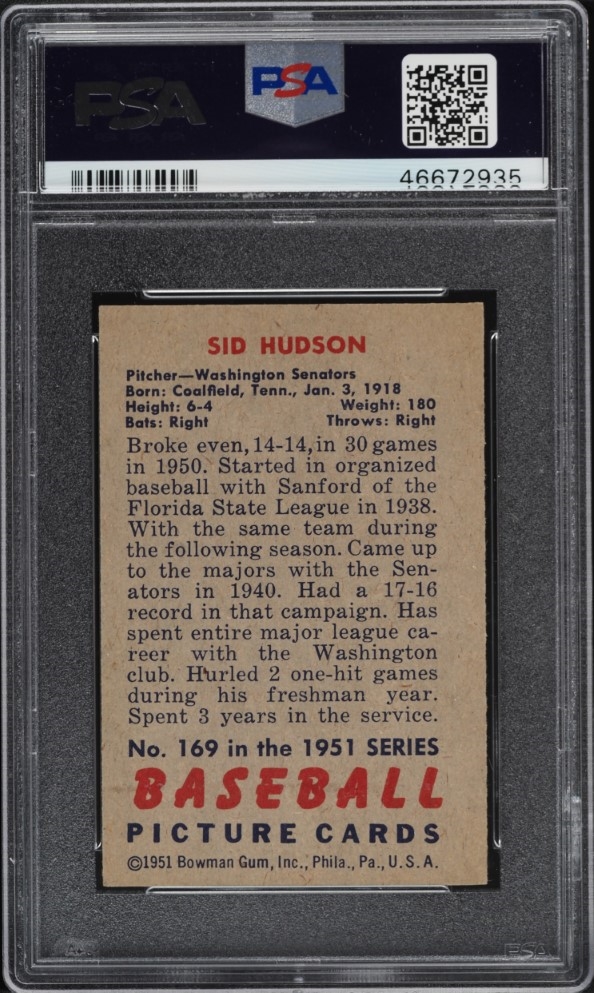 PSA
PSA
46672935
SID HUDSON
Pitcher—Washington Senators
Born: Coalfield, Tenn., Jan. 3, 1918
Height: 6-4 Weight: 180
Bats: Right Throws: Right
Broke even, 14-14, in 30 games
in 1950. Started in organized
baseball with Sanford of the
Florida State League in 1938.
With the same team during
the following season. Came up
to the majors with the Sen-
ators in 1940. Had a 17-16
record in that campaign. Has
spent entire major league ca-
reer with the Washington
club. Hurled 2 one-hit games
during his freshman year.
Spent 3 years in the service.
No. 169 in the 1951 SERIES
BASEBALL
PICTURE CARDS
©1951 Bowman Gum, Inc., Phila., Pa., U.S.A.
PSA